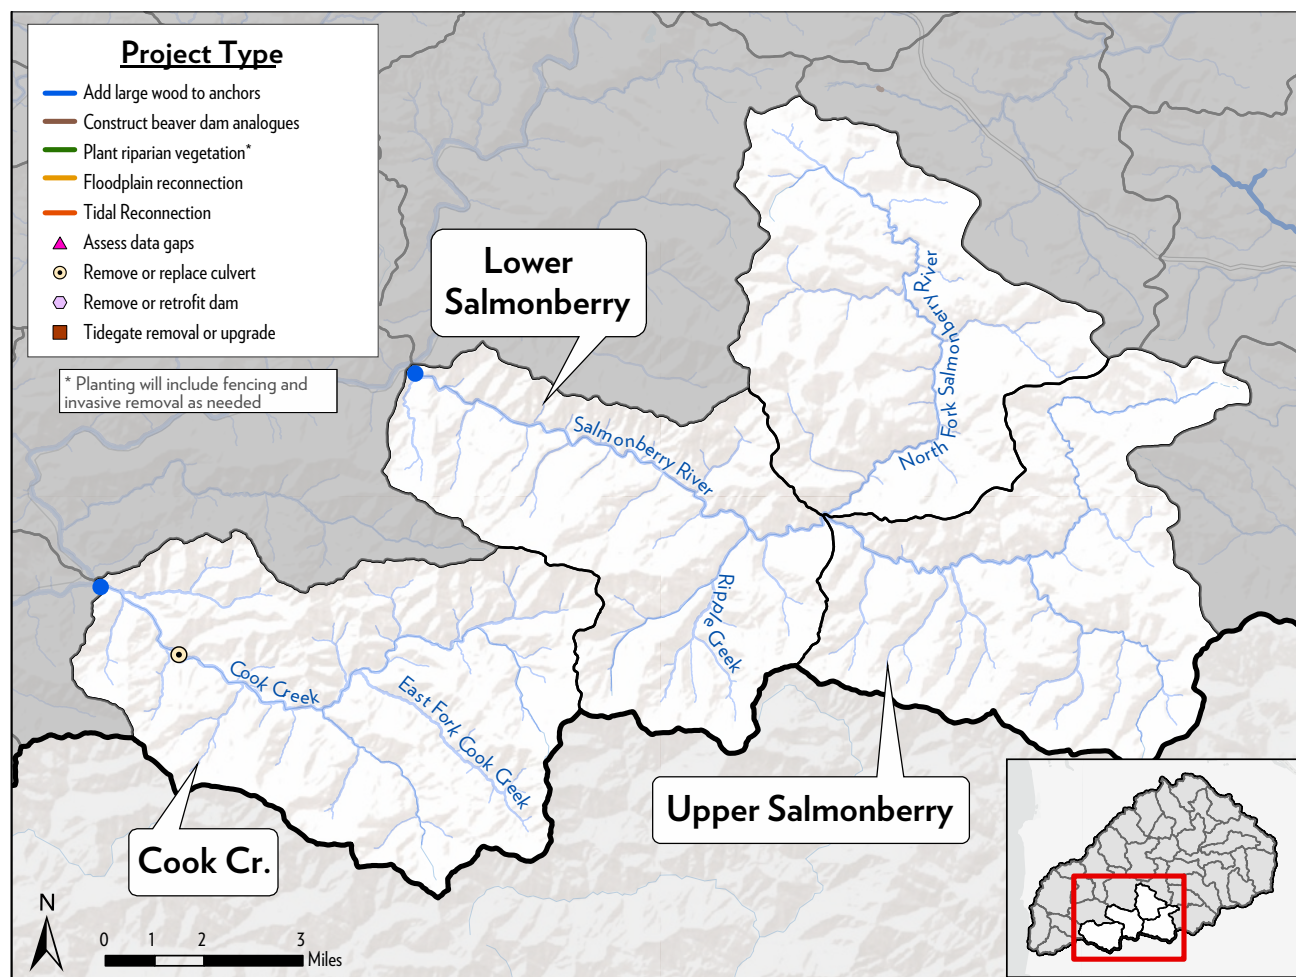 Project Type
Add large wood to anchors
Construct beaver dam analogues
Plant riparian vegetation*
Floodplain reconnection
Tidal Reconnection
Assess data gaps
Remove or replace culvert
Remove or retrofit dam
Tidegate removal or upgrade
* Planting will include fencing and
invasive removal as needed
Lower
Salmonberry
North Fork Salmonberry River
Salmonberry River
Ripple Creek
Cook Creek
East Fork Cook Creek
Upper Salmonberry
Cook Cr.
N
0 1 2 3
Miles